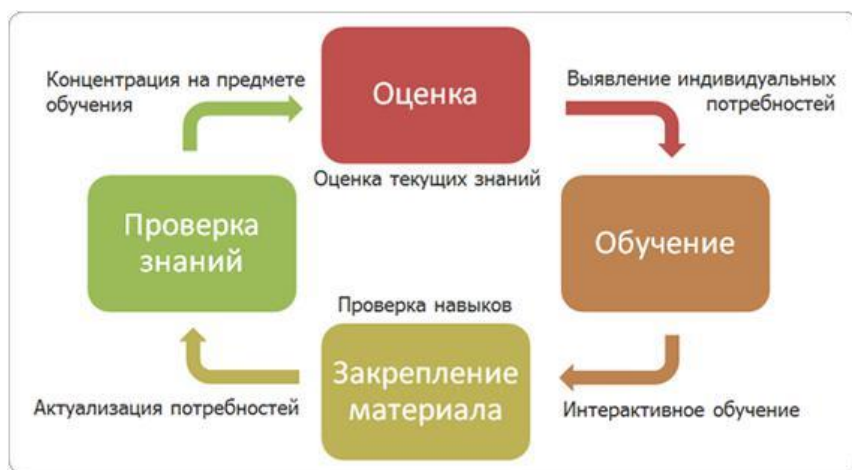 Концентрация на предмете
обучения
Оценка
Выявление индивидуальных
потребностей
Оценка текущих знаний
Проверка
знаний
Обучение
Проверка навыков
Закрепление
материала
Актуализация потребностей
Интерактивное обучение